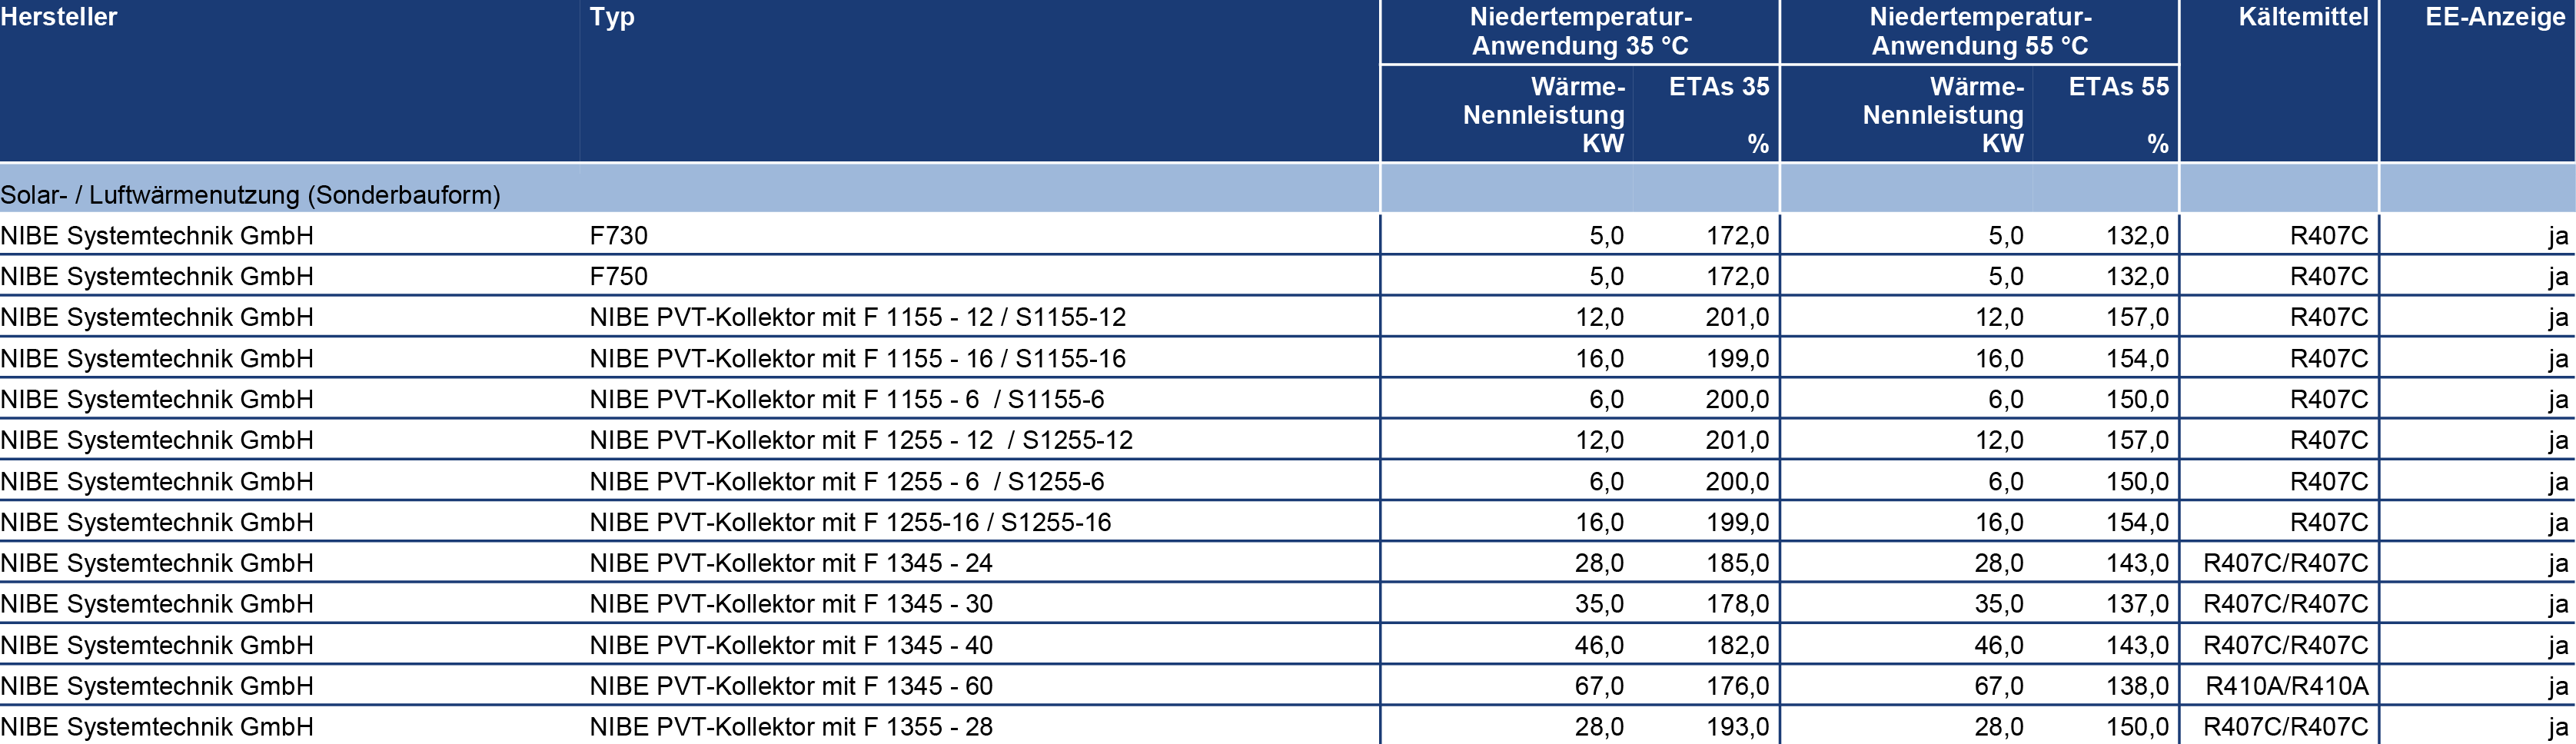 Hersteller Typ Niedertemperatur- Niedertemperatur- Kältemittel EE-Anzeige
Anwendung 35 °C Anwendung 55 °C
Wärme- ETAs 35 Wärme- ETAs 55
Nennleistung Nennleistung
KW % KW %
Solar- / Luftwärmenutzung (Sonderbauform)
NIBE Systemtechnik GmbH F730 5,0 172,0 5,0 132,0 R407C ja
NIBE Systemtechnik GmbH F750 5,0 172,0 5,0 132,0 R407C ja
NIBE Systemtechnik GmbH NIBE PVT-Kollektor mit F 1155 - 12 / S1155-12 12,0 201,0 12,0 157,0 R407C ja
NIBE Systemtechnik GmbH NIBE PVT-Kollektor mit F 1155 - 16 / S1155-16 16,0 199,0 16,0 154,0 R407C ja
NIBE Systemtechnik GmbH NIBE PVT-Kollektor mit F 1155 - 6  / S1155-6 6,0 200,0 6,0 150,0 R407C ja
NIBE Systemtechnik GmbH NIBE PVT-Kollektor mit F 1255 - 12  / S1255-12 12,0 201,0 12,0 157,0 R407C ja
NIBE Systemtechnik GmbH NIBE PVT-Kollektor mit F 1255 - 6  / S1255-6 6,0 200,0 6,0 150,0 R407C ja
NIBE Systemtechnik GmbH NIBE PVT-Kollektor mit F 1255-16 / S1255-16 16,0 199,0 16,0 154,0 R407C ja
NIBE Systemtechnik GmbH NIBE PVT-Kollektor mit F 1345 - 24 28,0 185,0 28,0 143,0 R407C/R407C ja
NIBE Systemtechnik GmbH NIBE PVT-Kollektor mit F 1345 - 30 35,0 178,0 35,0 137,0 R407C/R407C ja
NIBE Systemtechnik GmbH NIBE PVT-Kollektor mit F 1345 - 40 46,0 182,0 46,0 143,0 R407C/R407C ja
NIBE Systemtechnik GmbH NIBE PVT-Kollektor mit F 1345 - 60 67,0 176,0 67,0 138,0 R410A/R410A ja
NIBE Systemtechnik GmbH NIBE PVT-Kollektor mit F 1355 - 28 28,0 193,0 28,0 150,0 R407C/R407C ja